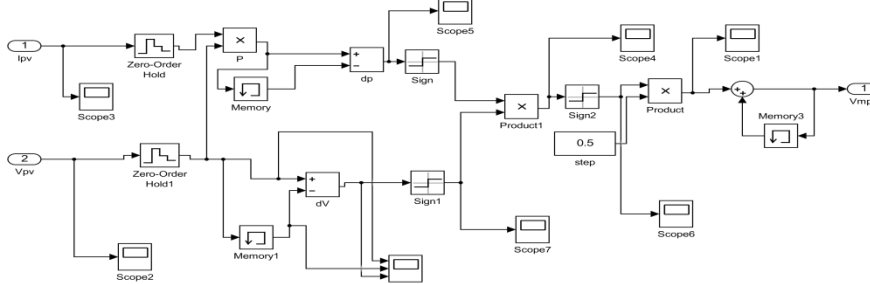 1
Ipv
Scope3
Zero-Order
Hold
×
P
Memory
+
−
dp
Scope5
Sign
×
Product1
Scope4
Sign2
0.5
step
×
Product
Scope1
+
+
Memory3
1
Vmp
2
Vpv
Scope2
Zero-Order
Hold1
Memory1
+
−
dV
Sign1
Scope7
Scope6